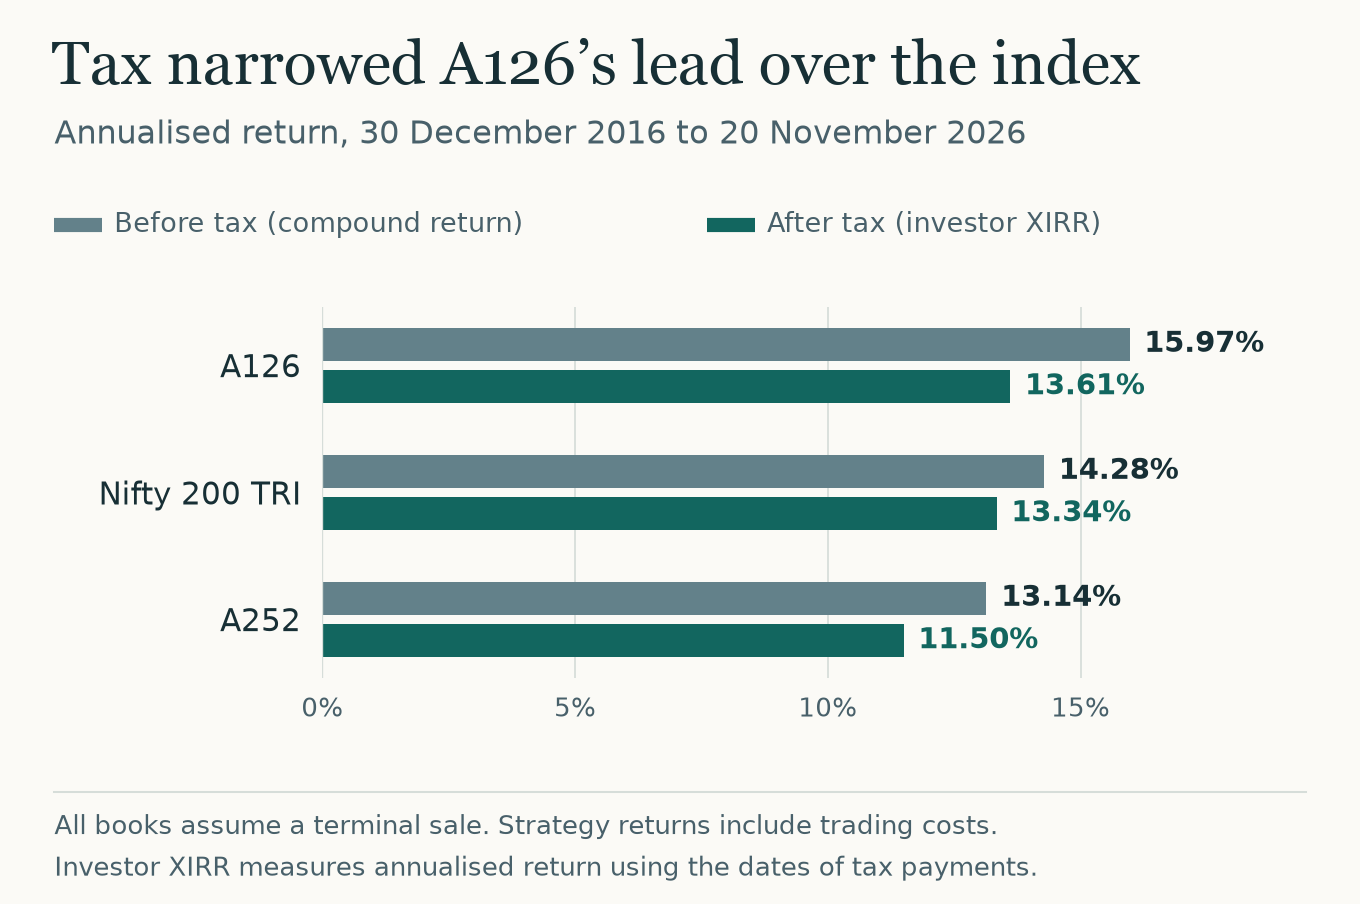 Tax narrowed A126’s lead over the index
Annualised return, 30 December 2016 to 20 November 2026
Before tax (compound return)
After tax (investor XIRR)
A126
15.97%
13.61%
Nifty 200 TRI
14.28%
13.34%
A252
13.14%
11.50%
0%
5%
10%
15%
All books assume a terminal sale. Strategy returns include trading costs.
Investor XIRR measures annualised return using the dates of tax payments.